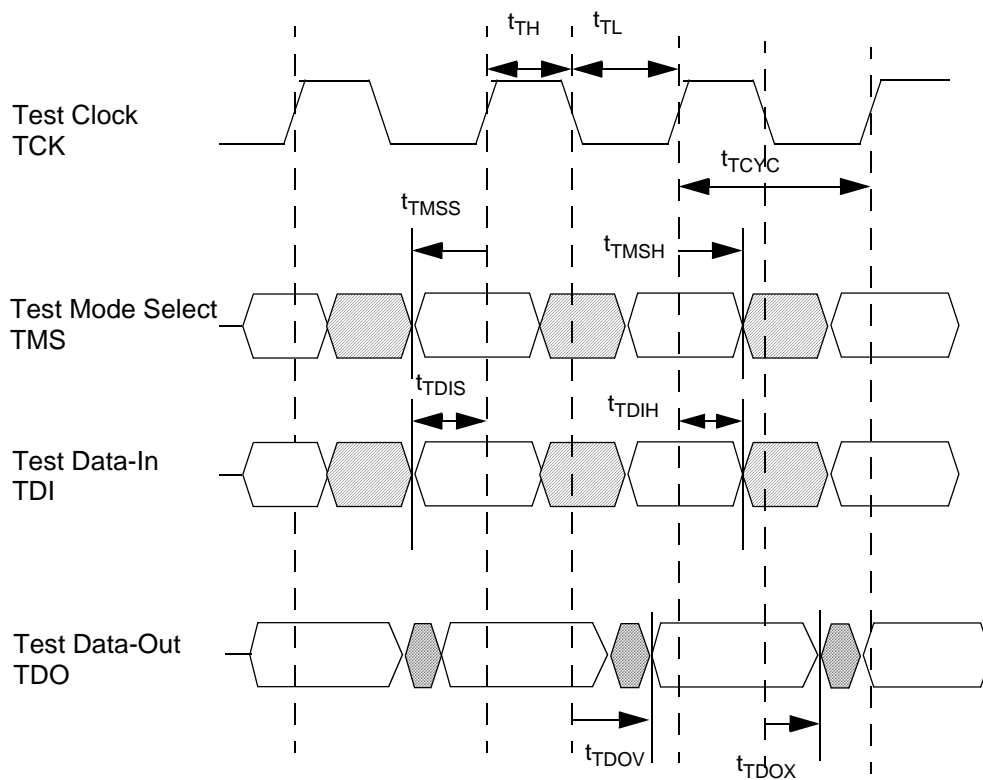 tTH
tTL
Test Clock
TCK
tTCYC
tTMSS
tTMSH
Test Mode Select
TMS
tTDIS
tTDIH
Test Data-In
TDI
Test Data-Out
TDO
tTDOV
tTDOX